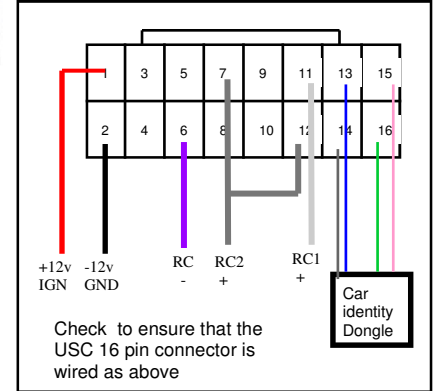 1 3 5 7 9 11 13 15
2 4 6 8 10 12 14 16
+12v -12v RC RC2 RC1
IGN GND - + +
Car
identity
Dongle
Check to ensure that the
USC 16 pin connector is
wired as above